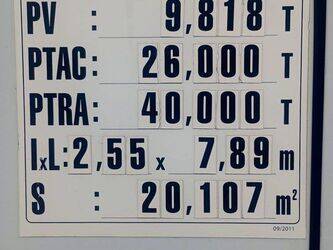 PV : 9,818 T
PTAC : 26,000 T
PTRA : 40,000 T
IxL : 2,55 x 7,89 m
S : 20,107 m²
09/2011